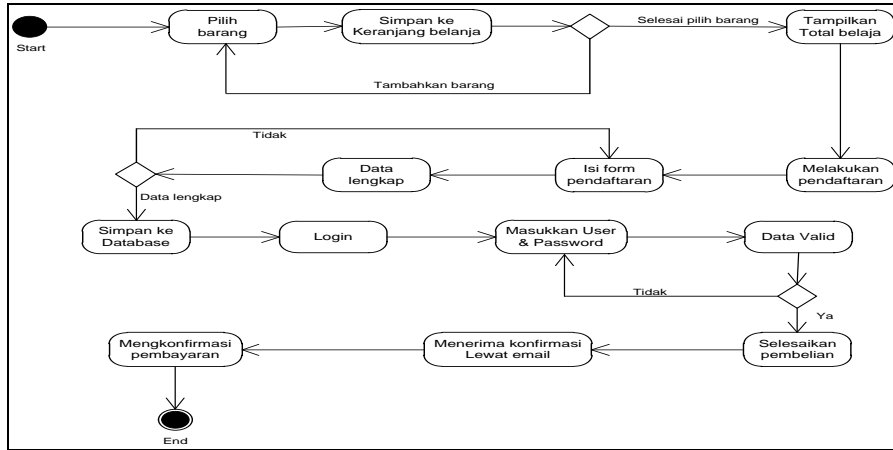 Start
Pilih
barang
Simpan ke
Keranjang belanja
Selesai pilih barang
Tampilkan
Total belaja
Tambahkan barang
Tidak
Data
lengkap
Isi form
pendaftaran
Melakukan
pendaftaran
Data lengkap
Simpan ke
Database
Login
Masukkan User
& Password
Data Valid
Tidak
Ya
Mengkonfirmasi
pembayaran
Menerima konfirmasi
Lewat email
Selesaikan
pembelian
End